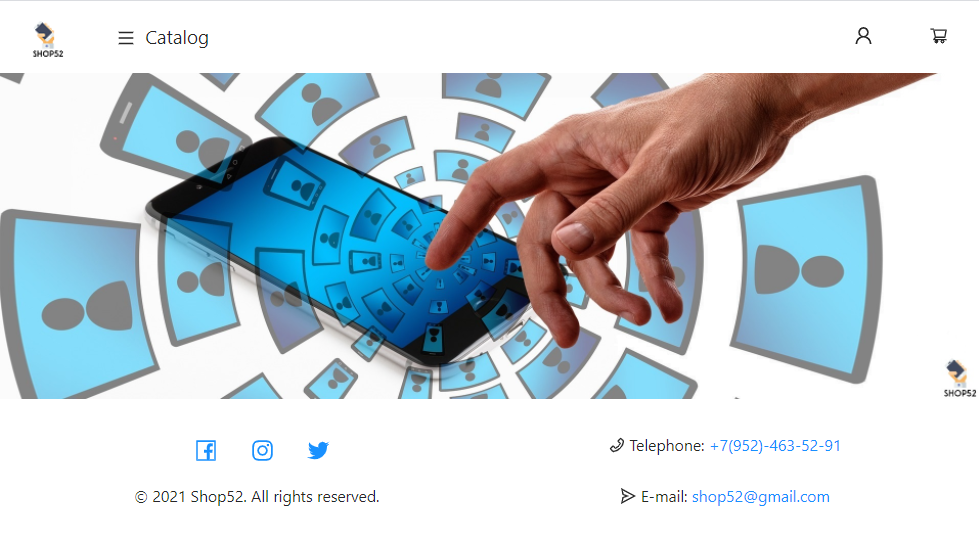 SHOP52
Catalog
SHOP52
Telephone: +7(952)-463-52-91
© 2021 Shop52. All rights reserved.
E-mail: shop52@gmail.com